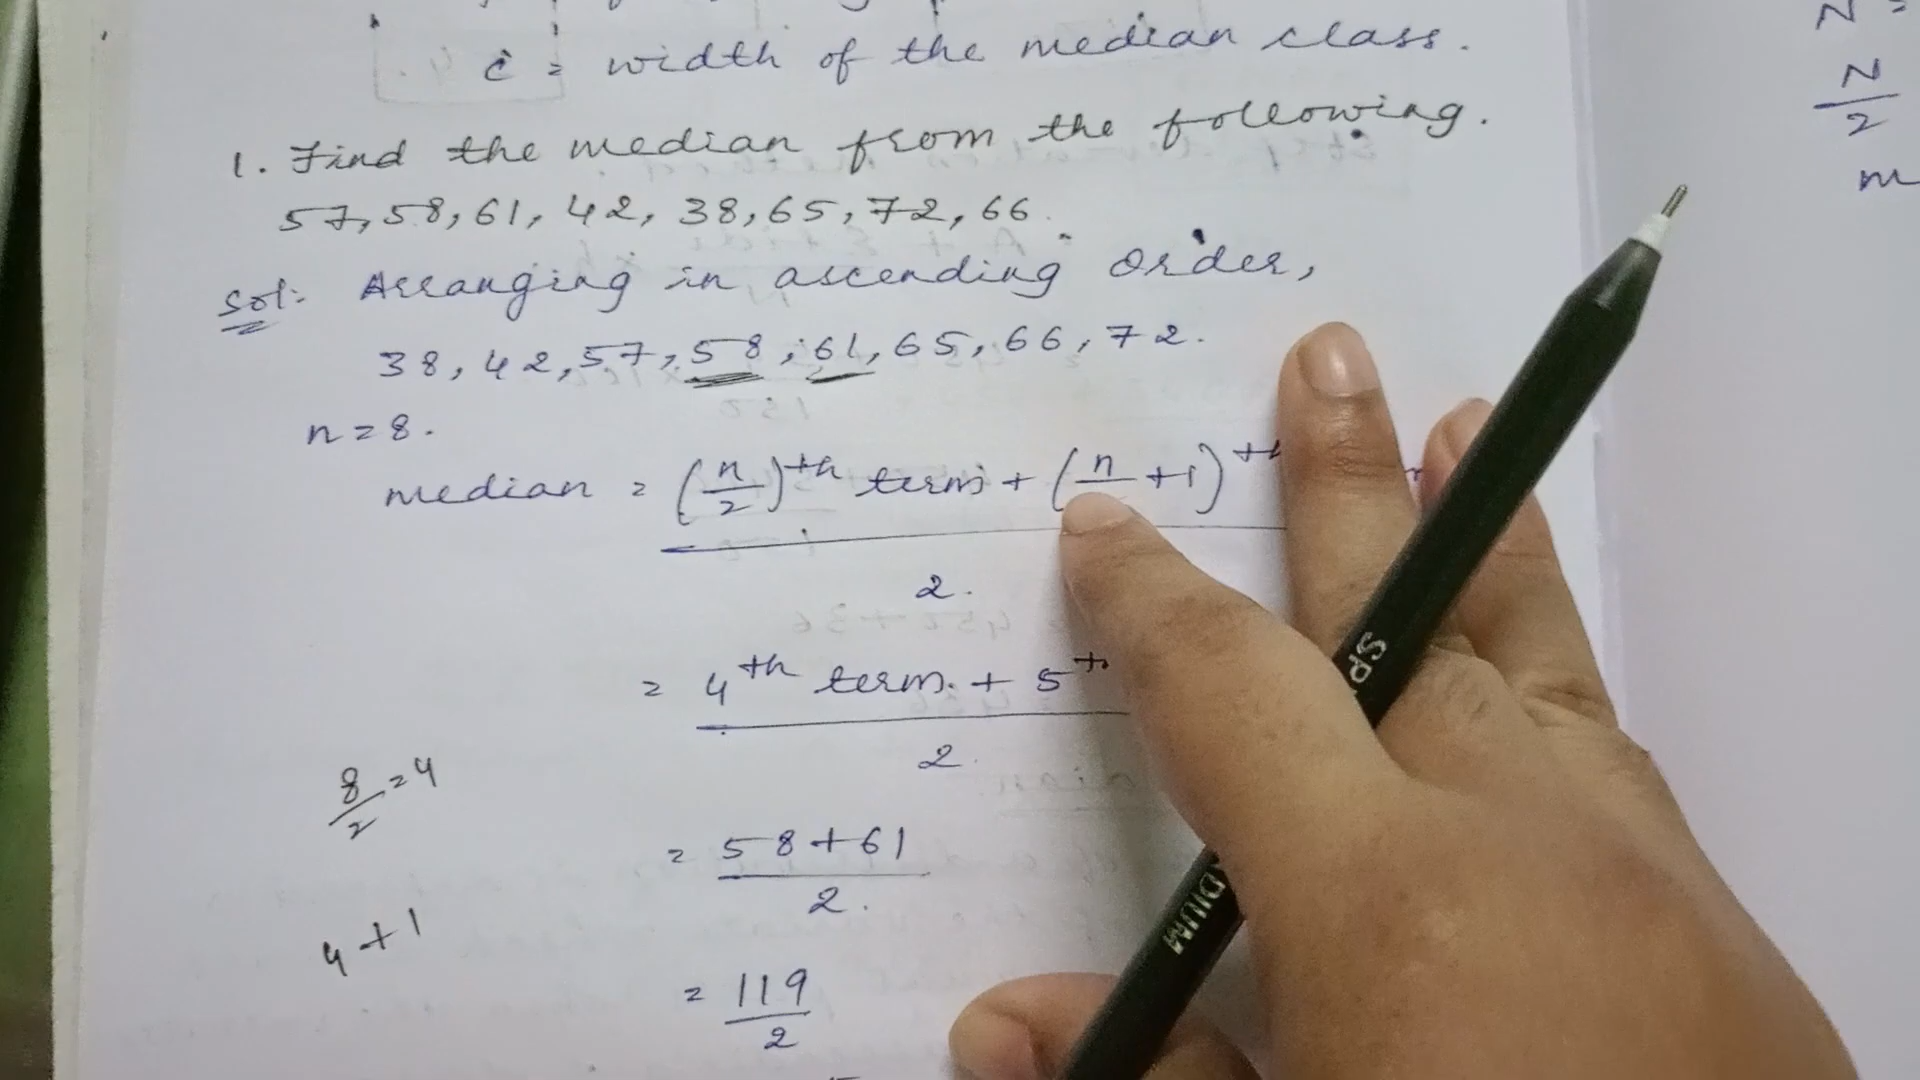 c = width of the median class.
1. Find the median from the following.
57, 58, 61, 42, 38, 65, 72, 66.
Sol:- Arranging in ascending order,
38, 42, 57, 58, 61, 65, 66, 72.
n = 8.
median = (n/2)th term + (n/ +1)th
2.
= 4th term + 5th
2
8/2 = 4
= 58+61
2.
4+1
= 119
2
N
N/2
m
SP
DIUM